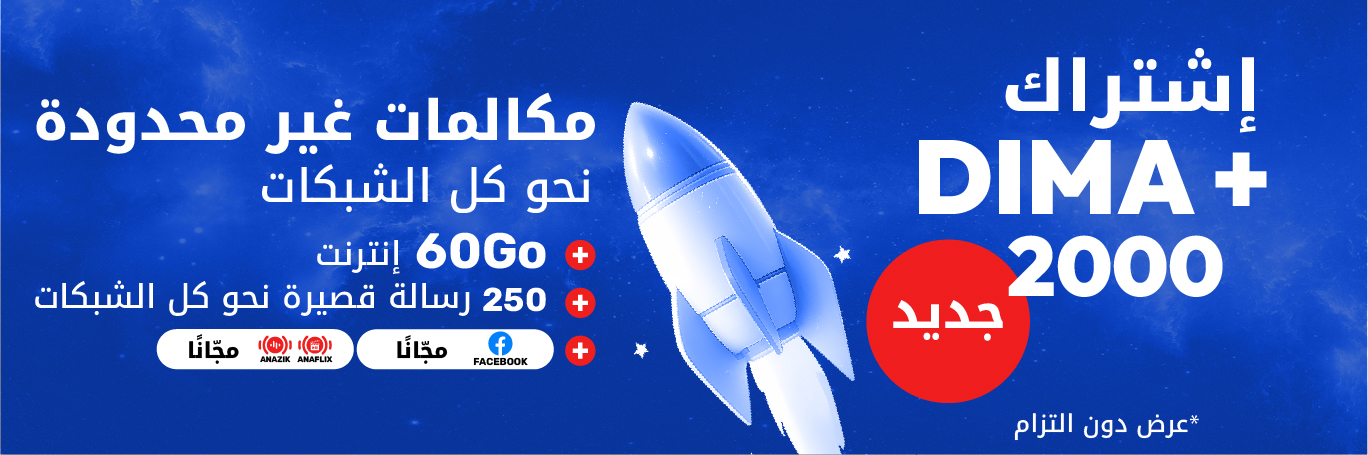 إشتراك
DIMA +
2000
جديد
*عرض دون التزام
مكالمات غير محدودة
نحو كل الشبكات
+ 60Go إنترنت
+ 250 رسالة قصيرة نحو كل الشبكات
+ FACEBOOK مجّانًا ANAFLIX ANAZIK مجّانًا